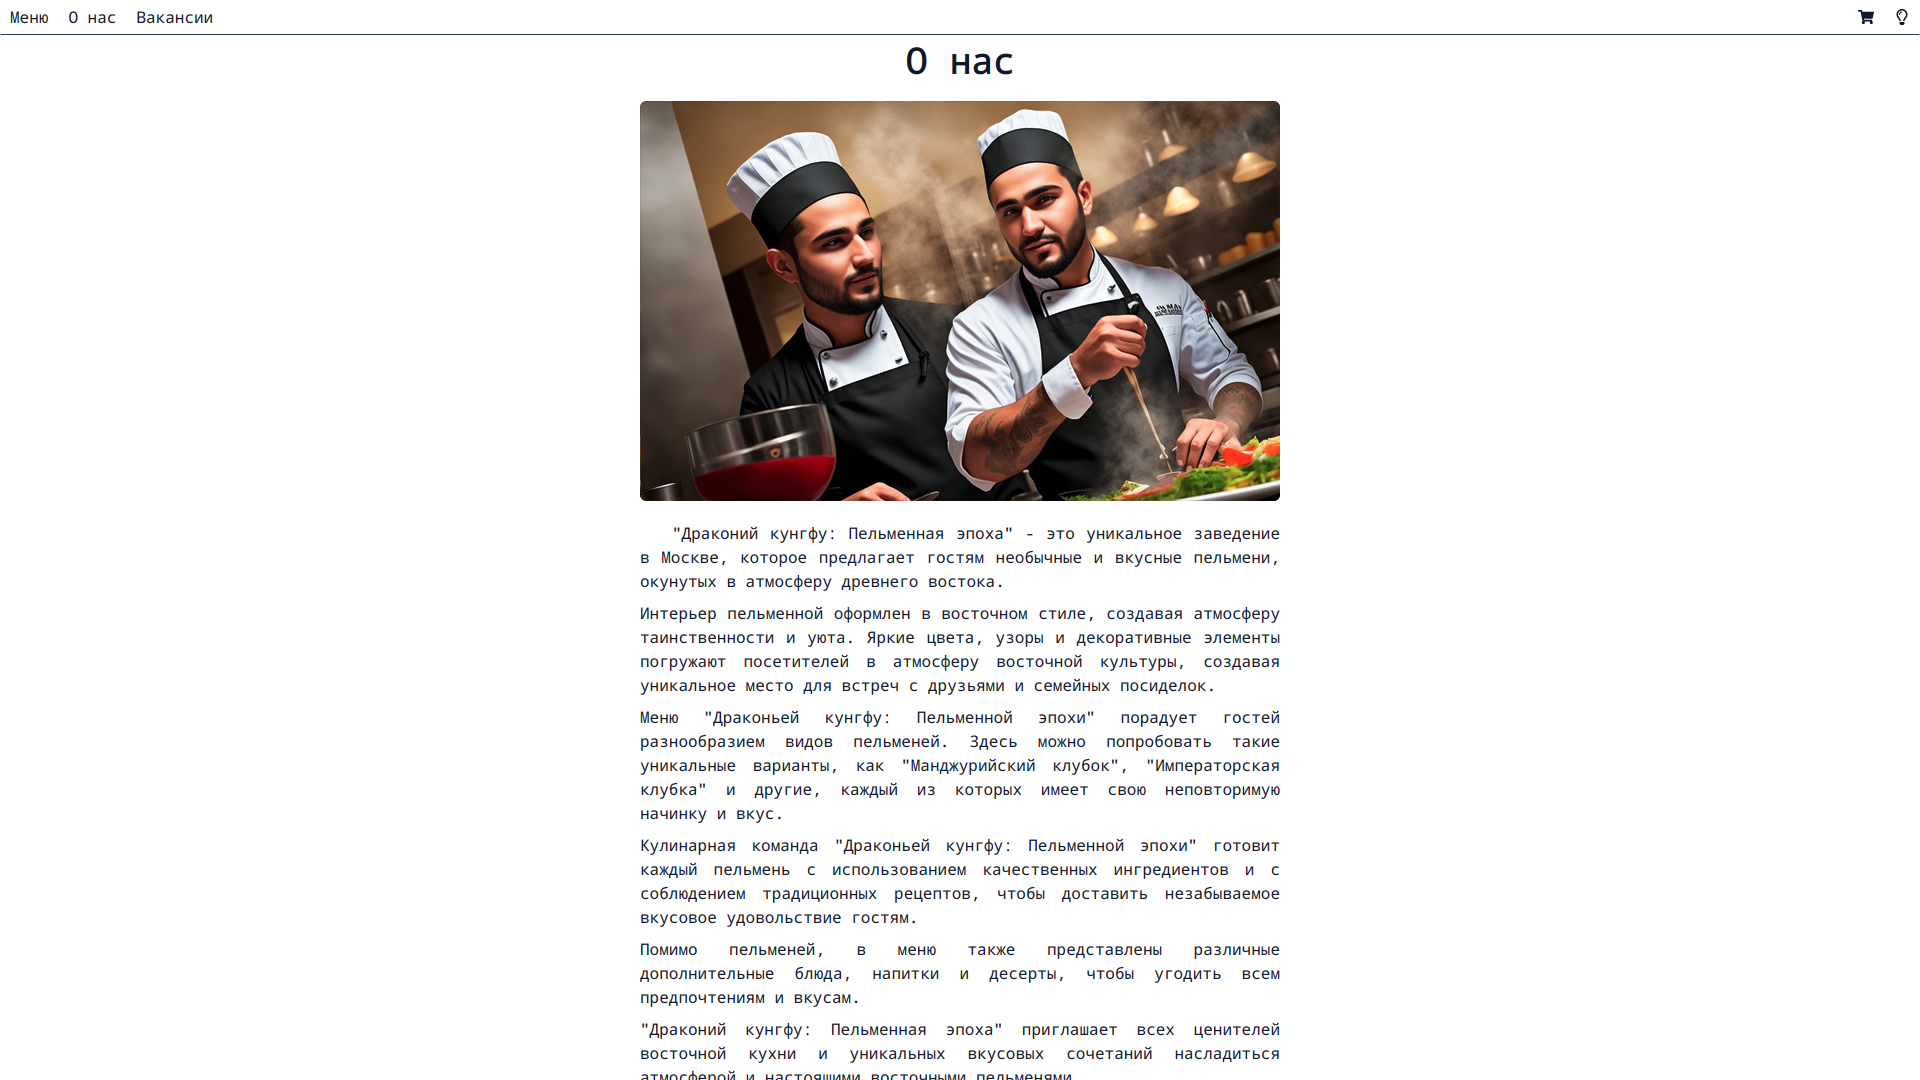 Меню О нас Вакансии
О нас
"Драконий кунгфу: Пельменная эпоха" - это уникальное заведение
в Москве, которое предлагает гостям необычные и вкусные пельмени,
окунутых в атмосферу древнего востока.
Интерьер пельменной оформлен в восточном стиле, создавая атмосферу
таинственности и уюта. Яркие цвета, узоры и декоративные элементы
погружают посетителей в атмосферу восточной культуры, создавая
уникальное место для встреч с друзьями и семейных посиделок.
Меню "Драконьей кунгфу: Пельменной эпохи" порадует гостей
разнообразием видов пельменей. Здесь можно попробовать такие
уникальные варианты, как "Манджурийский клубок", "Императорская
клубка" и другие, каждый из которых имеет свою неповторимую
начинку и вкус.
Кулинарная команда "Драконьей кунгфу: Пельменной эпохи" готовит
каждый пельмень с использованием качественных ингредиентов и с
соблюдением традиционных рецептов, чтобы доставить незабываемое
вкусовое удовольствие гостям.
Помимо пельменей, в меню также представлены различные
дополнительные блюда, напитки и десерты, чтобы угодить всем
предпочтениям и вкусам.
"Драконий кунгфу: Пельменная эпоха" приглашает всех ценителей
восточной кухни и уникальных вкусовых сочетаний насладиться
атмосферой и настоящими восточными пельменями.